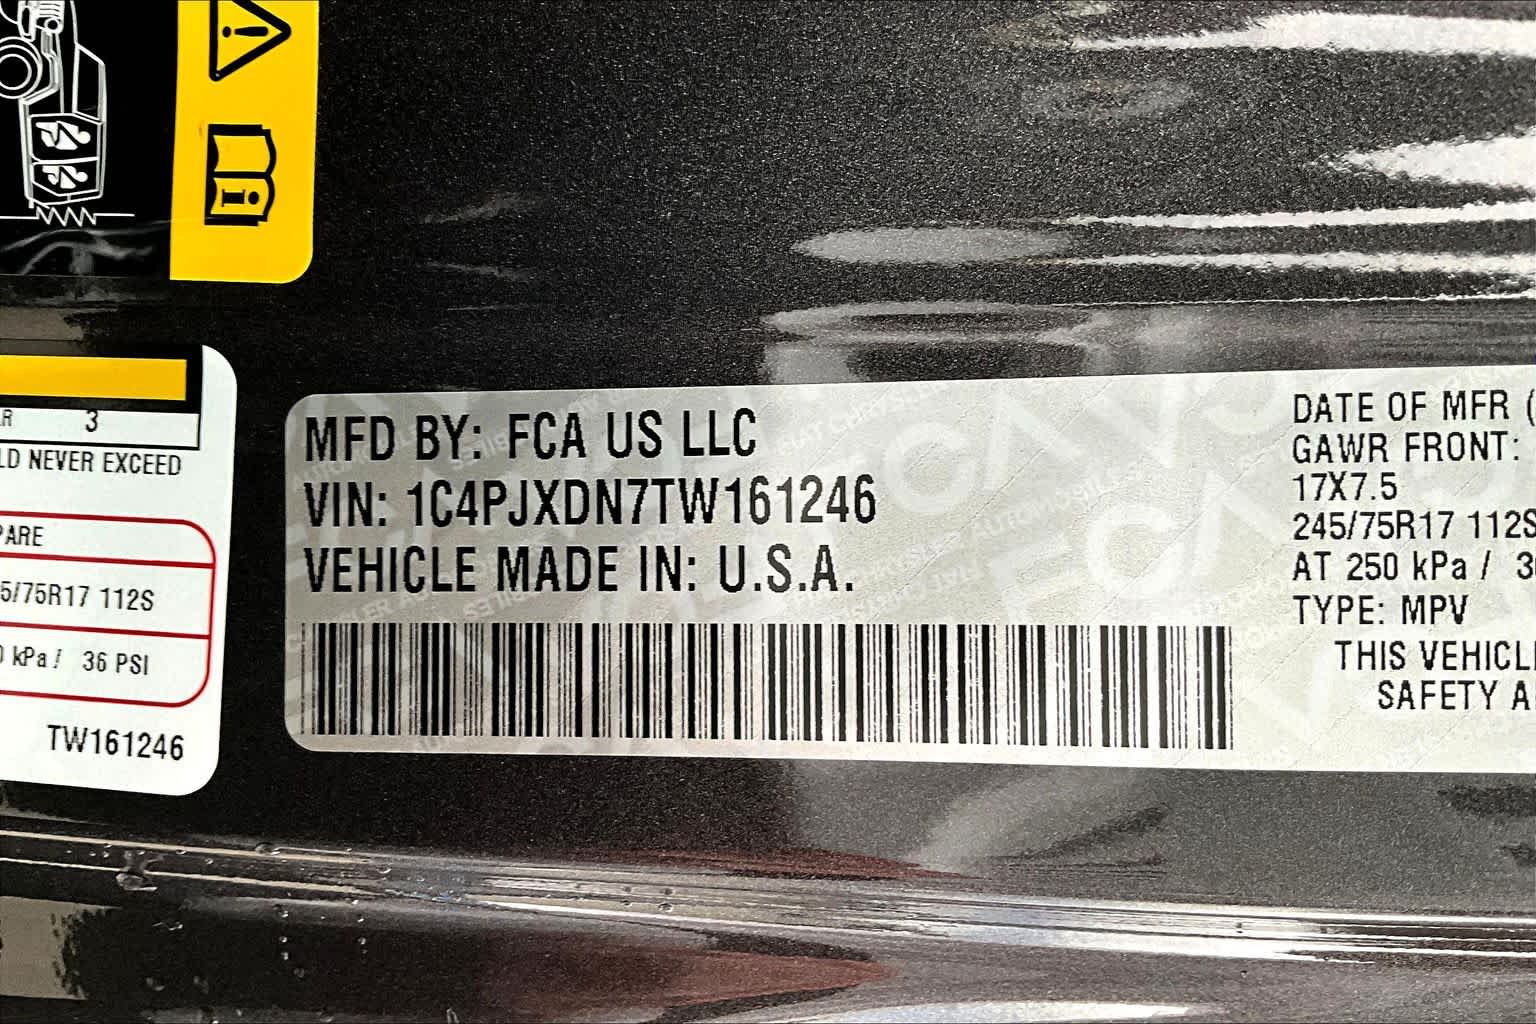 3
LD NEVER EXCEED
PARE
5/75R17 112S
kPa / 36 PSI
TW161246
MFD BY: FCA US LLC
VIN: 1C4PJXDN7TW161246
VEHICLE MADE IN: U.S.A.
DATE OF MFR (
GAWR FRONT:
17X7.5
245/75R17 112S
AT 250 kPa / 3
TYPE: MPV
THIS VEHICL
SAFETY A